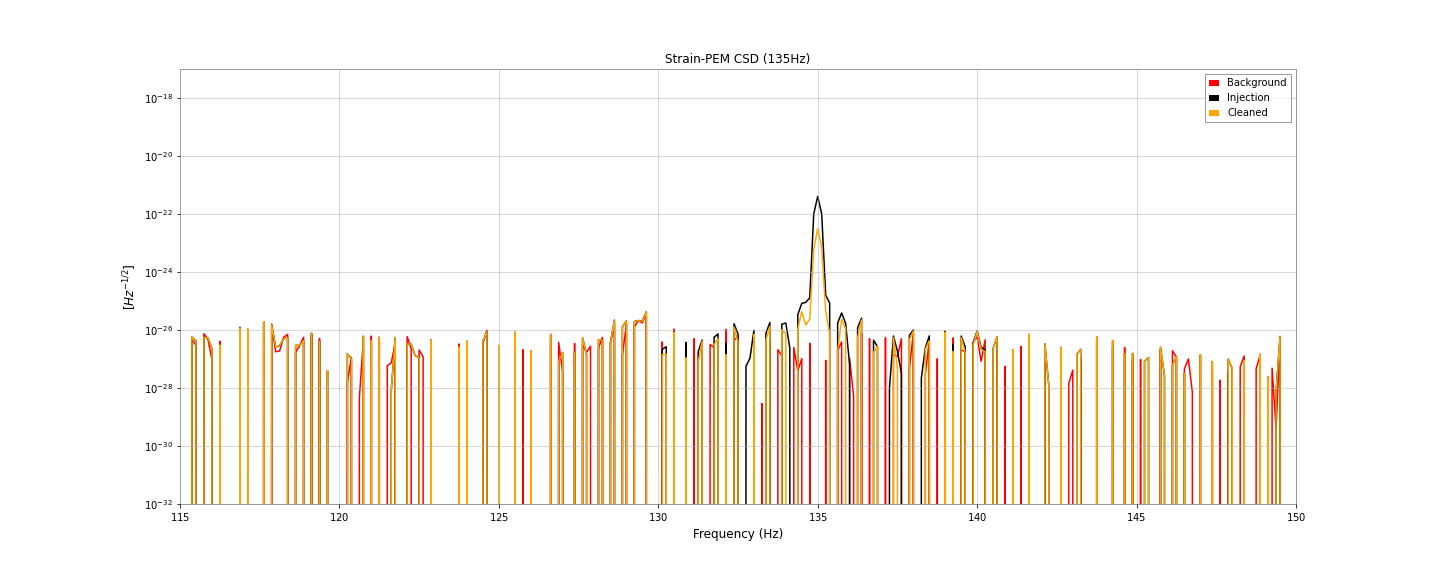 Strain-PEM CSD (135Hz)
Background
Injection
Cleaned
10⁻¹⁸
10⁻²⁰
10⁻²²
10⁻²⁴
10⁻²⁶
10⁻²⁸
10⁻³⁰
10⁻³²
[Hz⁻¹/²]
115 120 125 130 135 140 145 150
Frequency (Hz)